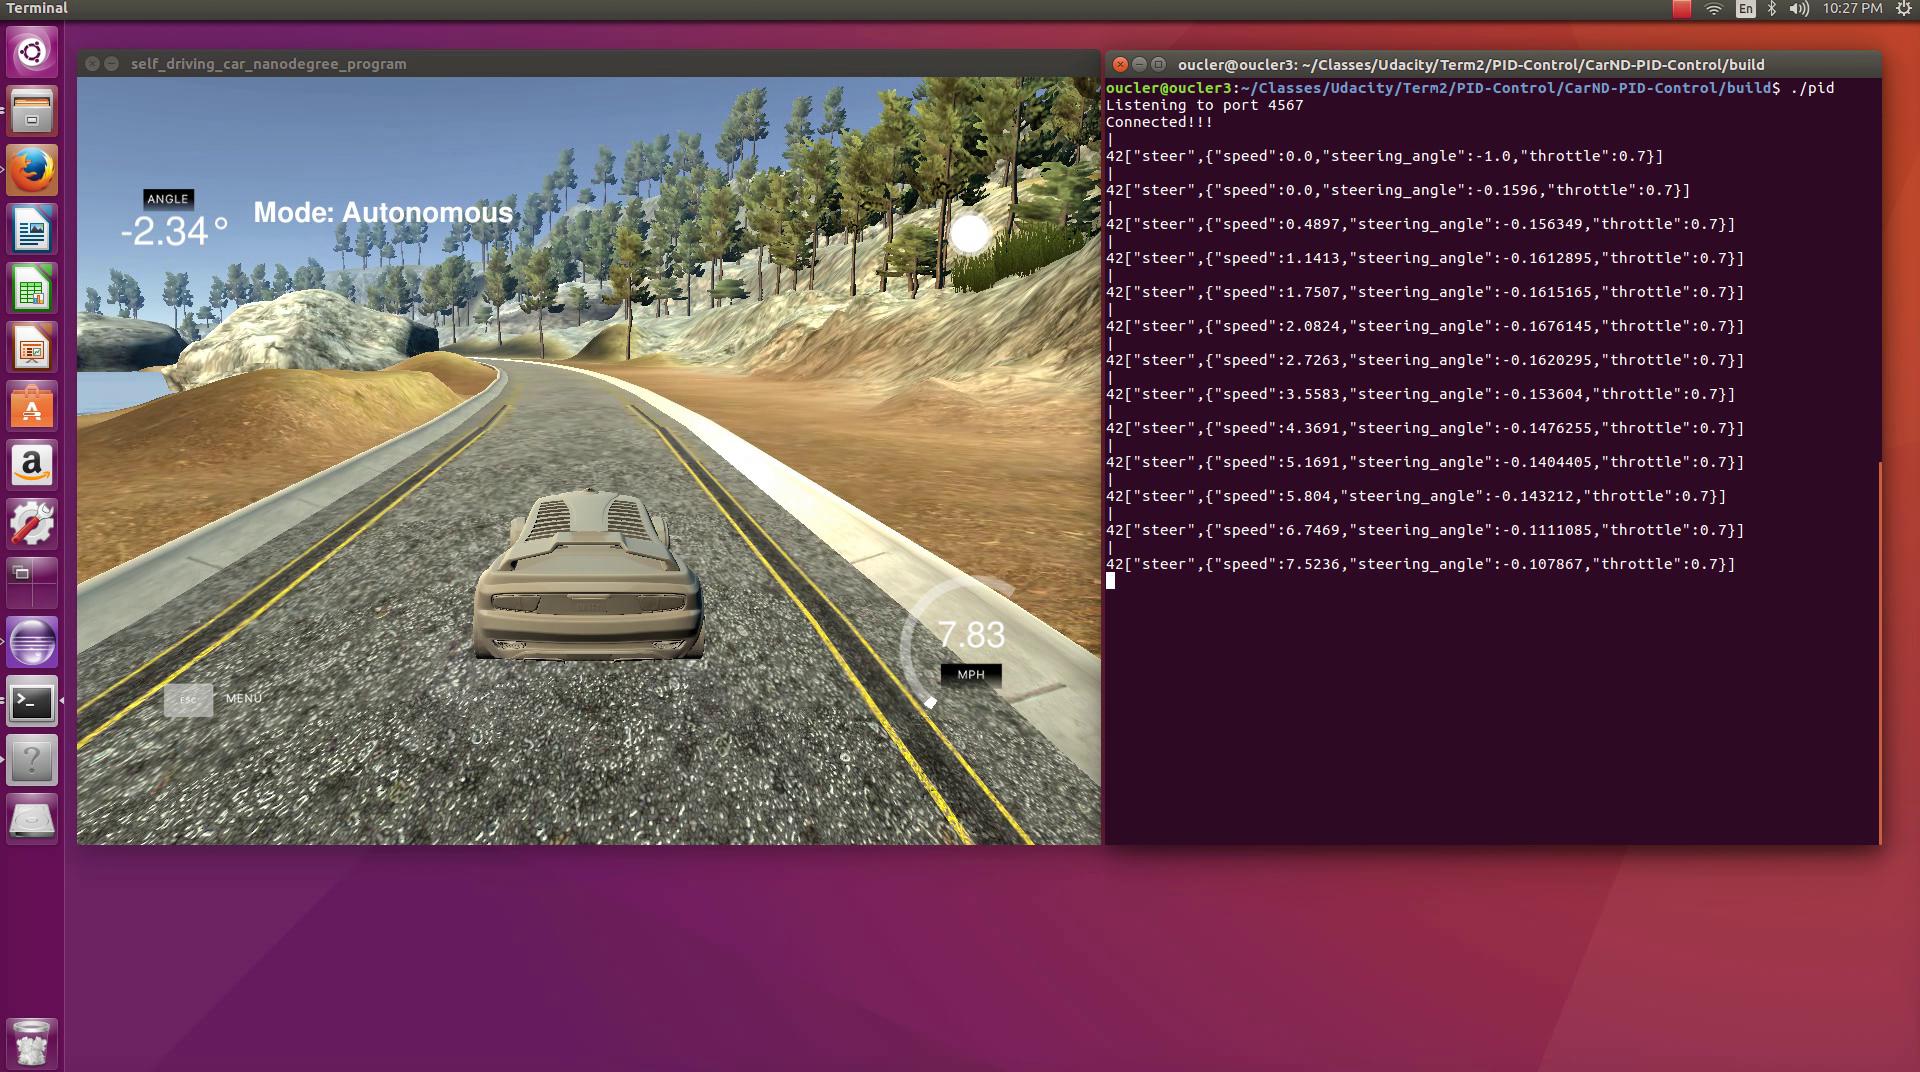 Terminal
En
10:27 PM
self_driving_car_nanodegree_program
ANGLE
-2.34°
Mode: Autonomous
7.83
MPH
ESC
MENU
a
oucler@oucler3: ~/Classes/Udacity/Term2/PID-Control/CarND-PID-Control/build
oucler@oucler3:~/Classes/Udacity/Term2/PID-Control/CarND-PID-Control/build$ ./pid
Listening to port 4567
Connected!!!
|
42["steer",{"speed":0.0,"steering_angle":-1.0,"throttle":0.7}]
|
42["steer",{"speed":0.0,"steering_angle":-0.1596,"throttle":0.7}]
|
42["steer",{"speed":0.4897,"steering_angle":-0.156349,"throttle":0.7}]
|
42["steer",{"speed":1.1413,"steering_angle":-0.1612895,"throttle":0.7}]
|
42["steer",{"speed":1.7507,"steering_angle":-0.1615165,"throttle":0.7}]
|
42["steer",{"speed":2.0824,"steering_angle":-0.1676145,"throttle":0.7}]
|
42["steer",{"speed":2.7263,"steering_angle":-0.1620295,"throttle":0.7}]
|
42["steer",{"speed":3.5583,"steering_angle":-0.153604,"throttle":0.7}]
|
42["steer",{"speed":4.3691,"steering_angle":-0.1476255,"throttle":0.7}]
|
42["steer",{"speed":5.1691,"steering_angle":-0.1404405,"throttle":0.7}]
|
42["steer",{"speed":5.804,"steering_angle":-0.143212,"throttle":0.7}]
|
42["steer",{"speed":6.7469,"steering_angle":-0.1111085,"throttle":0.7}]
|
42["steer",{"speed":7.5236,"steering_angle":-0.107867,"throttle":0.7}]